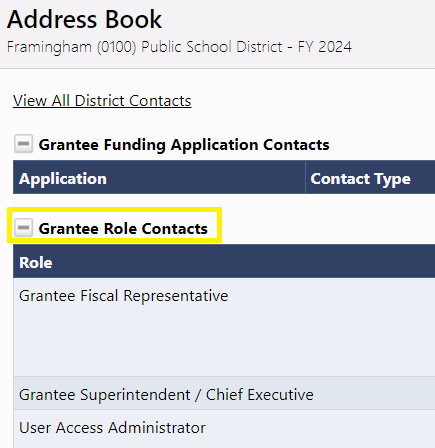 Address Book
Framingham (0100) Public School District - FY 2024
View All District Contacts
Grantee Funding Application Contacts
Application Contact Type
Grantee Role Contacts
Role
Grantee Fiscal Representative
Grantee Superintendent / Chief Executive
User Access Administrator